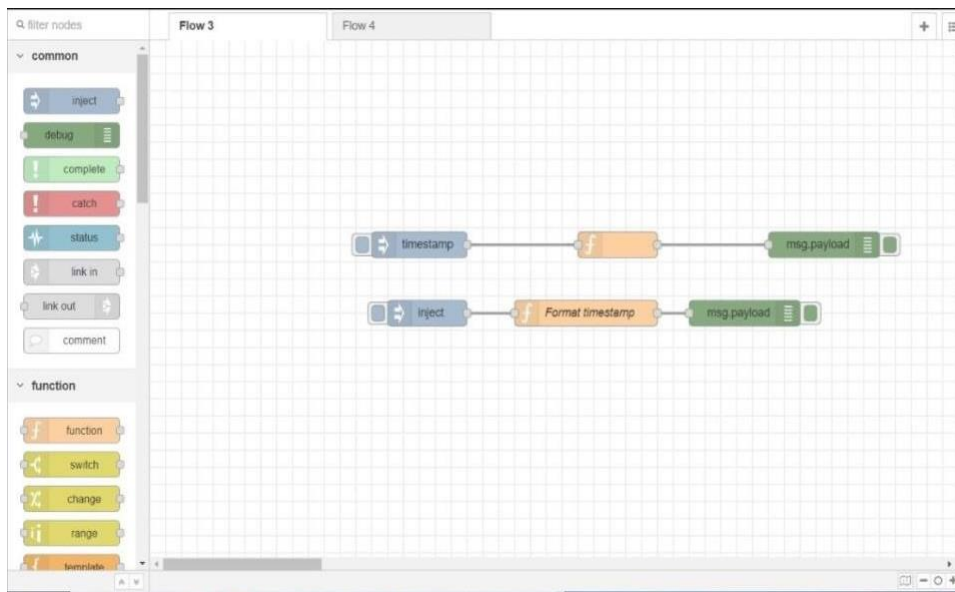 filter nodes
Flow 3
Flow 4
common
inject
debug
complete
catch
status
link in
link out
comment
function
function
switch
change
range
template
timestamp
msg.payload
inject
Format timestamp
msg.payload